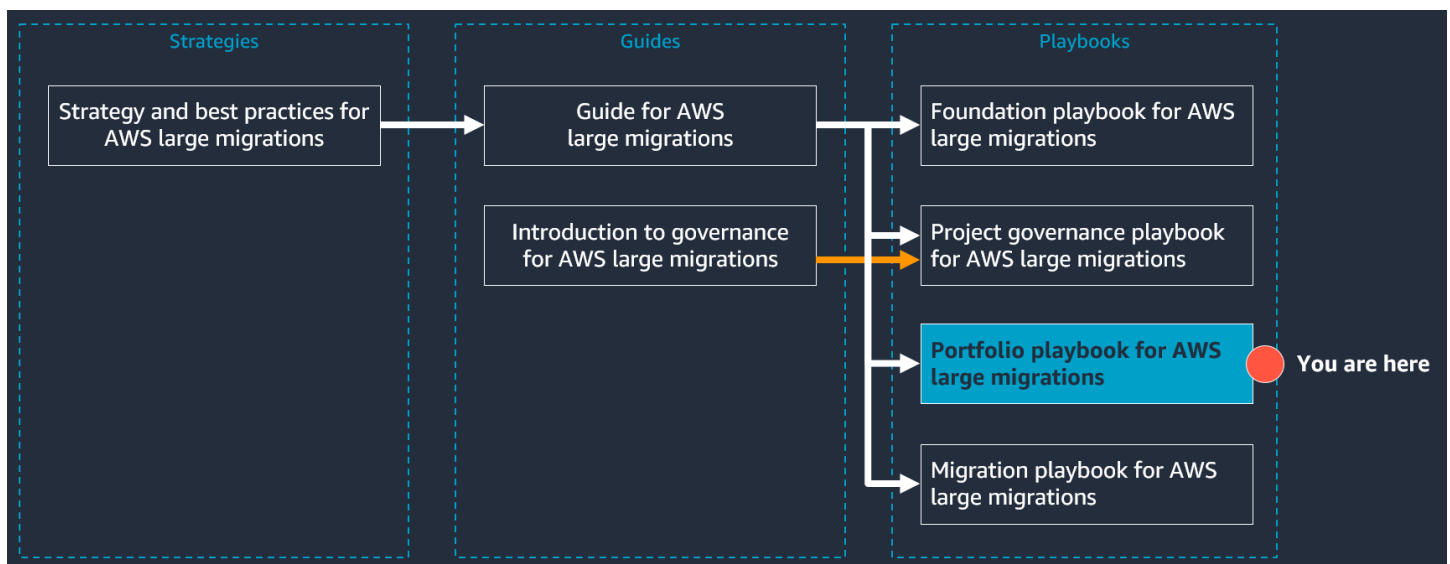 Strategies
Strategy and best practices for
AWS large migrations
Guides
Guide for AWS
large migrations
Introduction to governance
for AWS large migrations
Playbooks
Foundation playbook for AWS
large migrations
Project governance playbook
for AWS large migrations
Portfolio playbook for AWS
large migrations
You are here
Migration playbook for AWS
large migrations